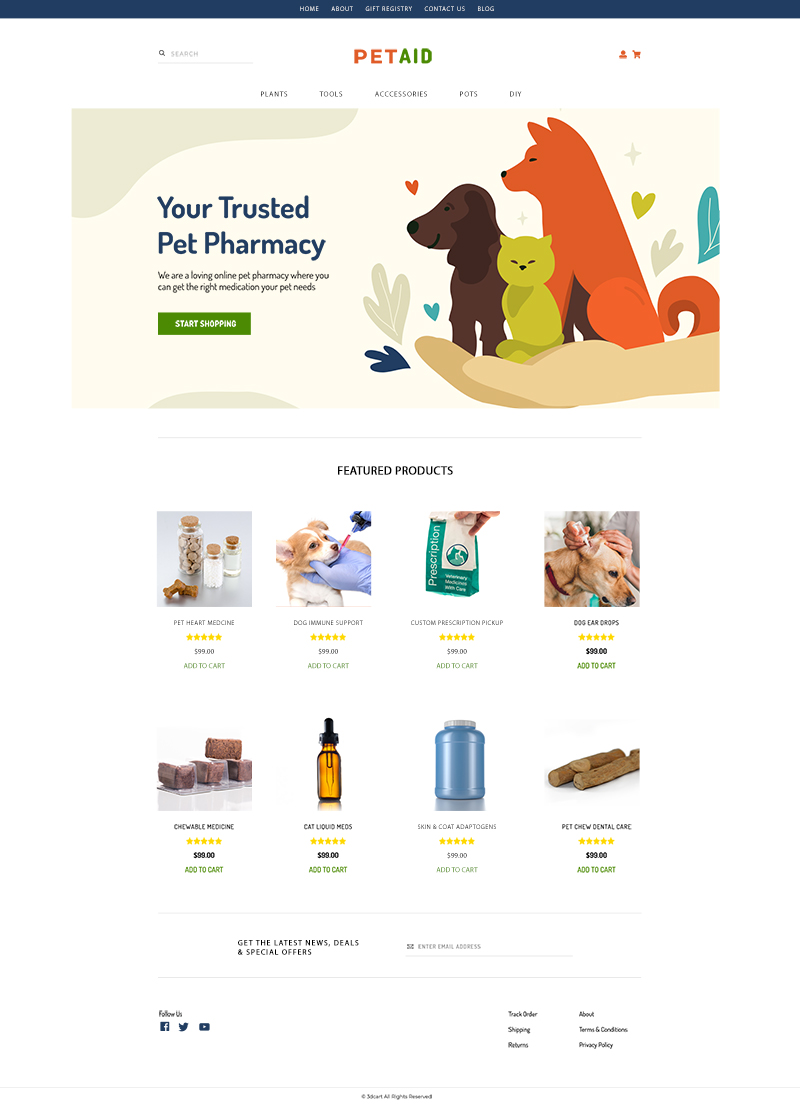 HOME ABOUT GIFT REGISTRY CONTACT US BLOG
SEARCH
PETAID
PLANTS TOOLS ACCCESSORIES POTS DIY
Your Trusted
Pet Pharmacy
We are a loving online pet pharmacy where you
can get the right medication your pet needs
START SHOPPING
FEATURED PRODUCTS
Prescription
Veterinary
Medicines
With Care
PET HEART MEDCINE DOG IMMUNE SUPPORT CUSTOM PRESCRIPTION PICKUP DOG EAR DROPS
$99.00 $99.00 $99.00 $99.00
ADD TO CART ADD TO CART ADD TO CART ADD TO CART
CHEWABLE MEDICINE CAT LIQUID MEDS SKIN & COAT ADAPTOGENS PET CHEW DENTAL CARE
$99.00 $99.00 $99.00 $99.00
ADD TO CART ADD TO CART ADD TO CART ADD TO CART
GET THE LATEST NEWS, DEALS
& SPECIAL OFFERS
ENTER EMAIL ADDRESS
Follow Us
Track Order About
Shipping Terms & Conditions
Returns Privacy Policy
© 3dcart All Rights Reserved!